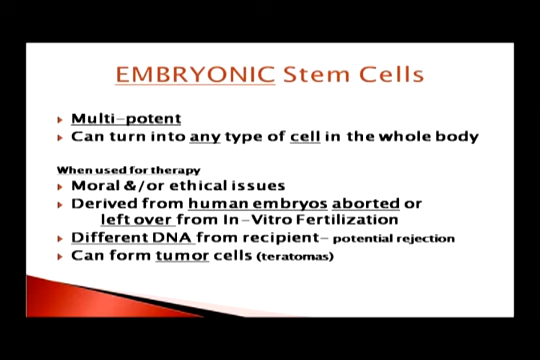 EMBRYONIC Stem Cells
Multi-potent
Can turn into any type of cell in the whole body
When used for therapy
Moral &/or ethical issues
Derived from human embryos aborted or
left over from In-Vitro Fertilization
Different DNA from recipient- potential rejection
Can form tumor cells (teratomas)